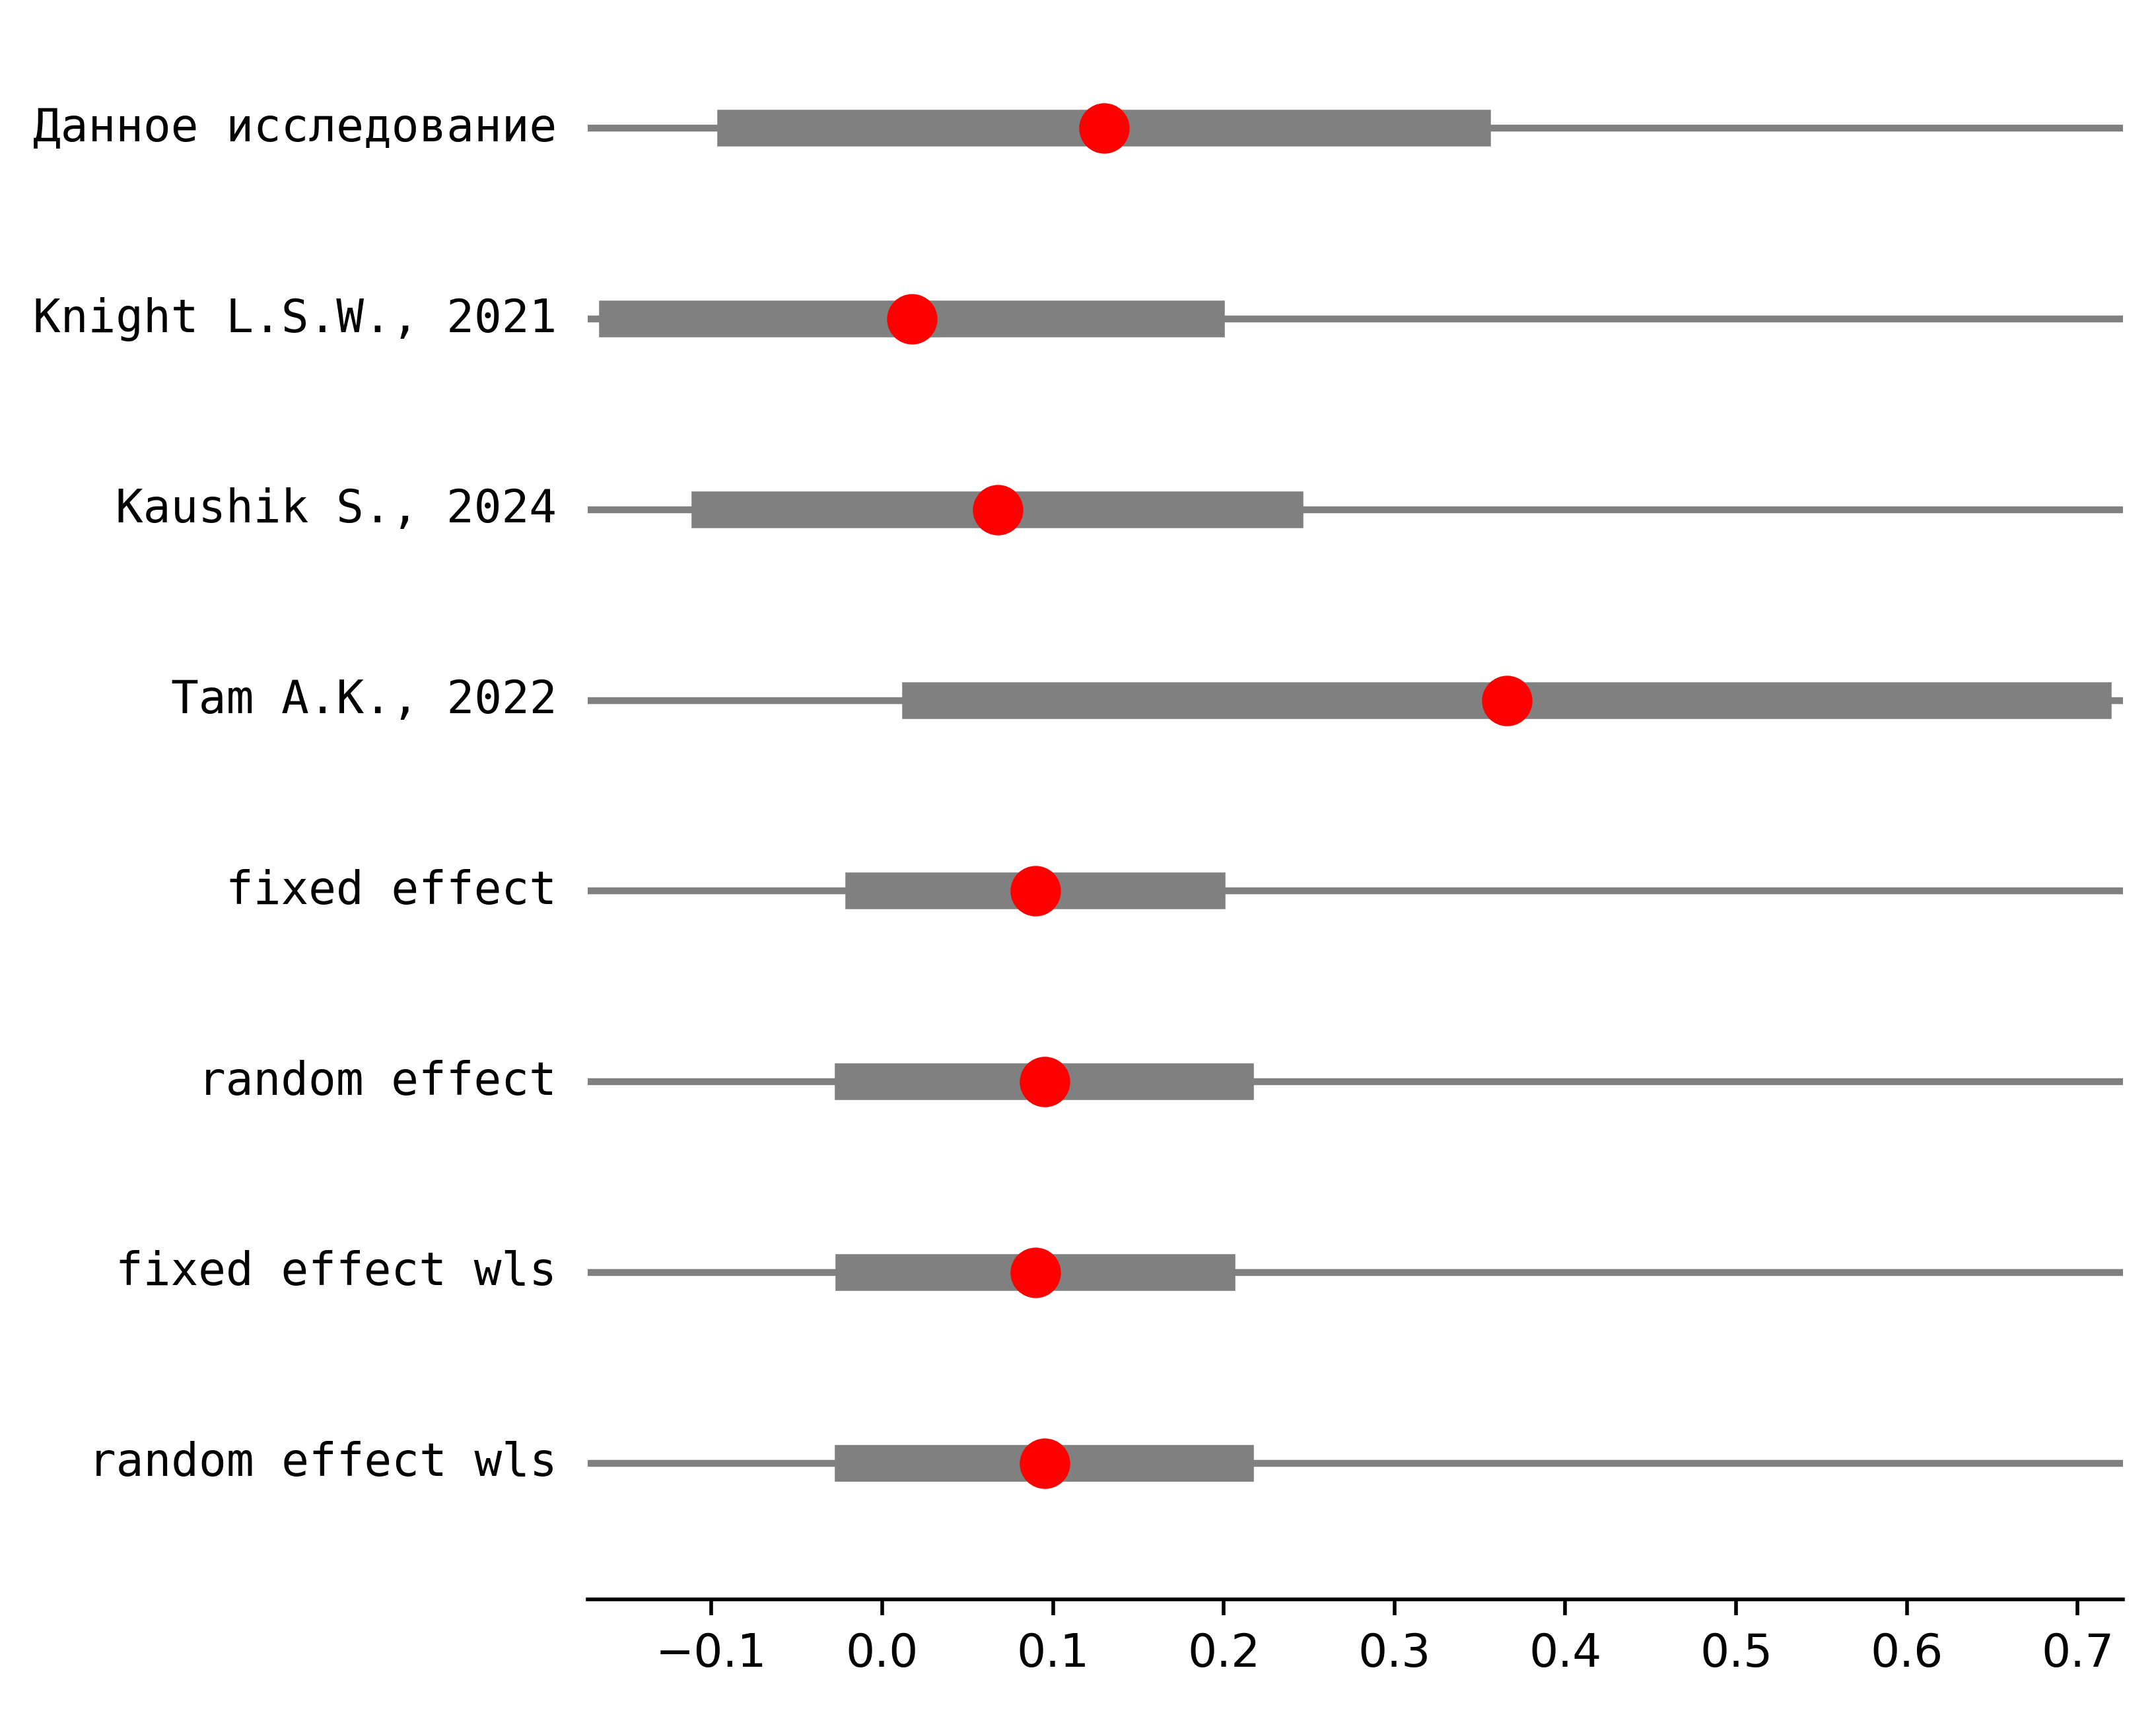 Данное исследование
Knight L.S.W., 2021
Kaushik S., 2024
Tam A.K., 2022
fixed effect
random effect
fixed effect wls
random effect wls
−0.1 0.0 0.1 0.2 0.3 0.4 0.5 0.6 0.7